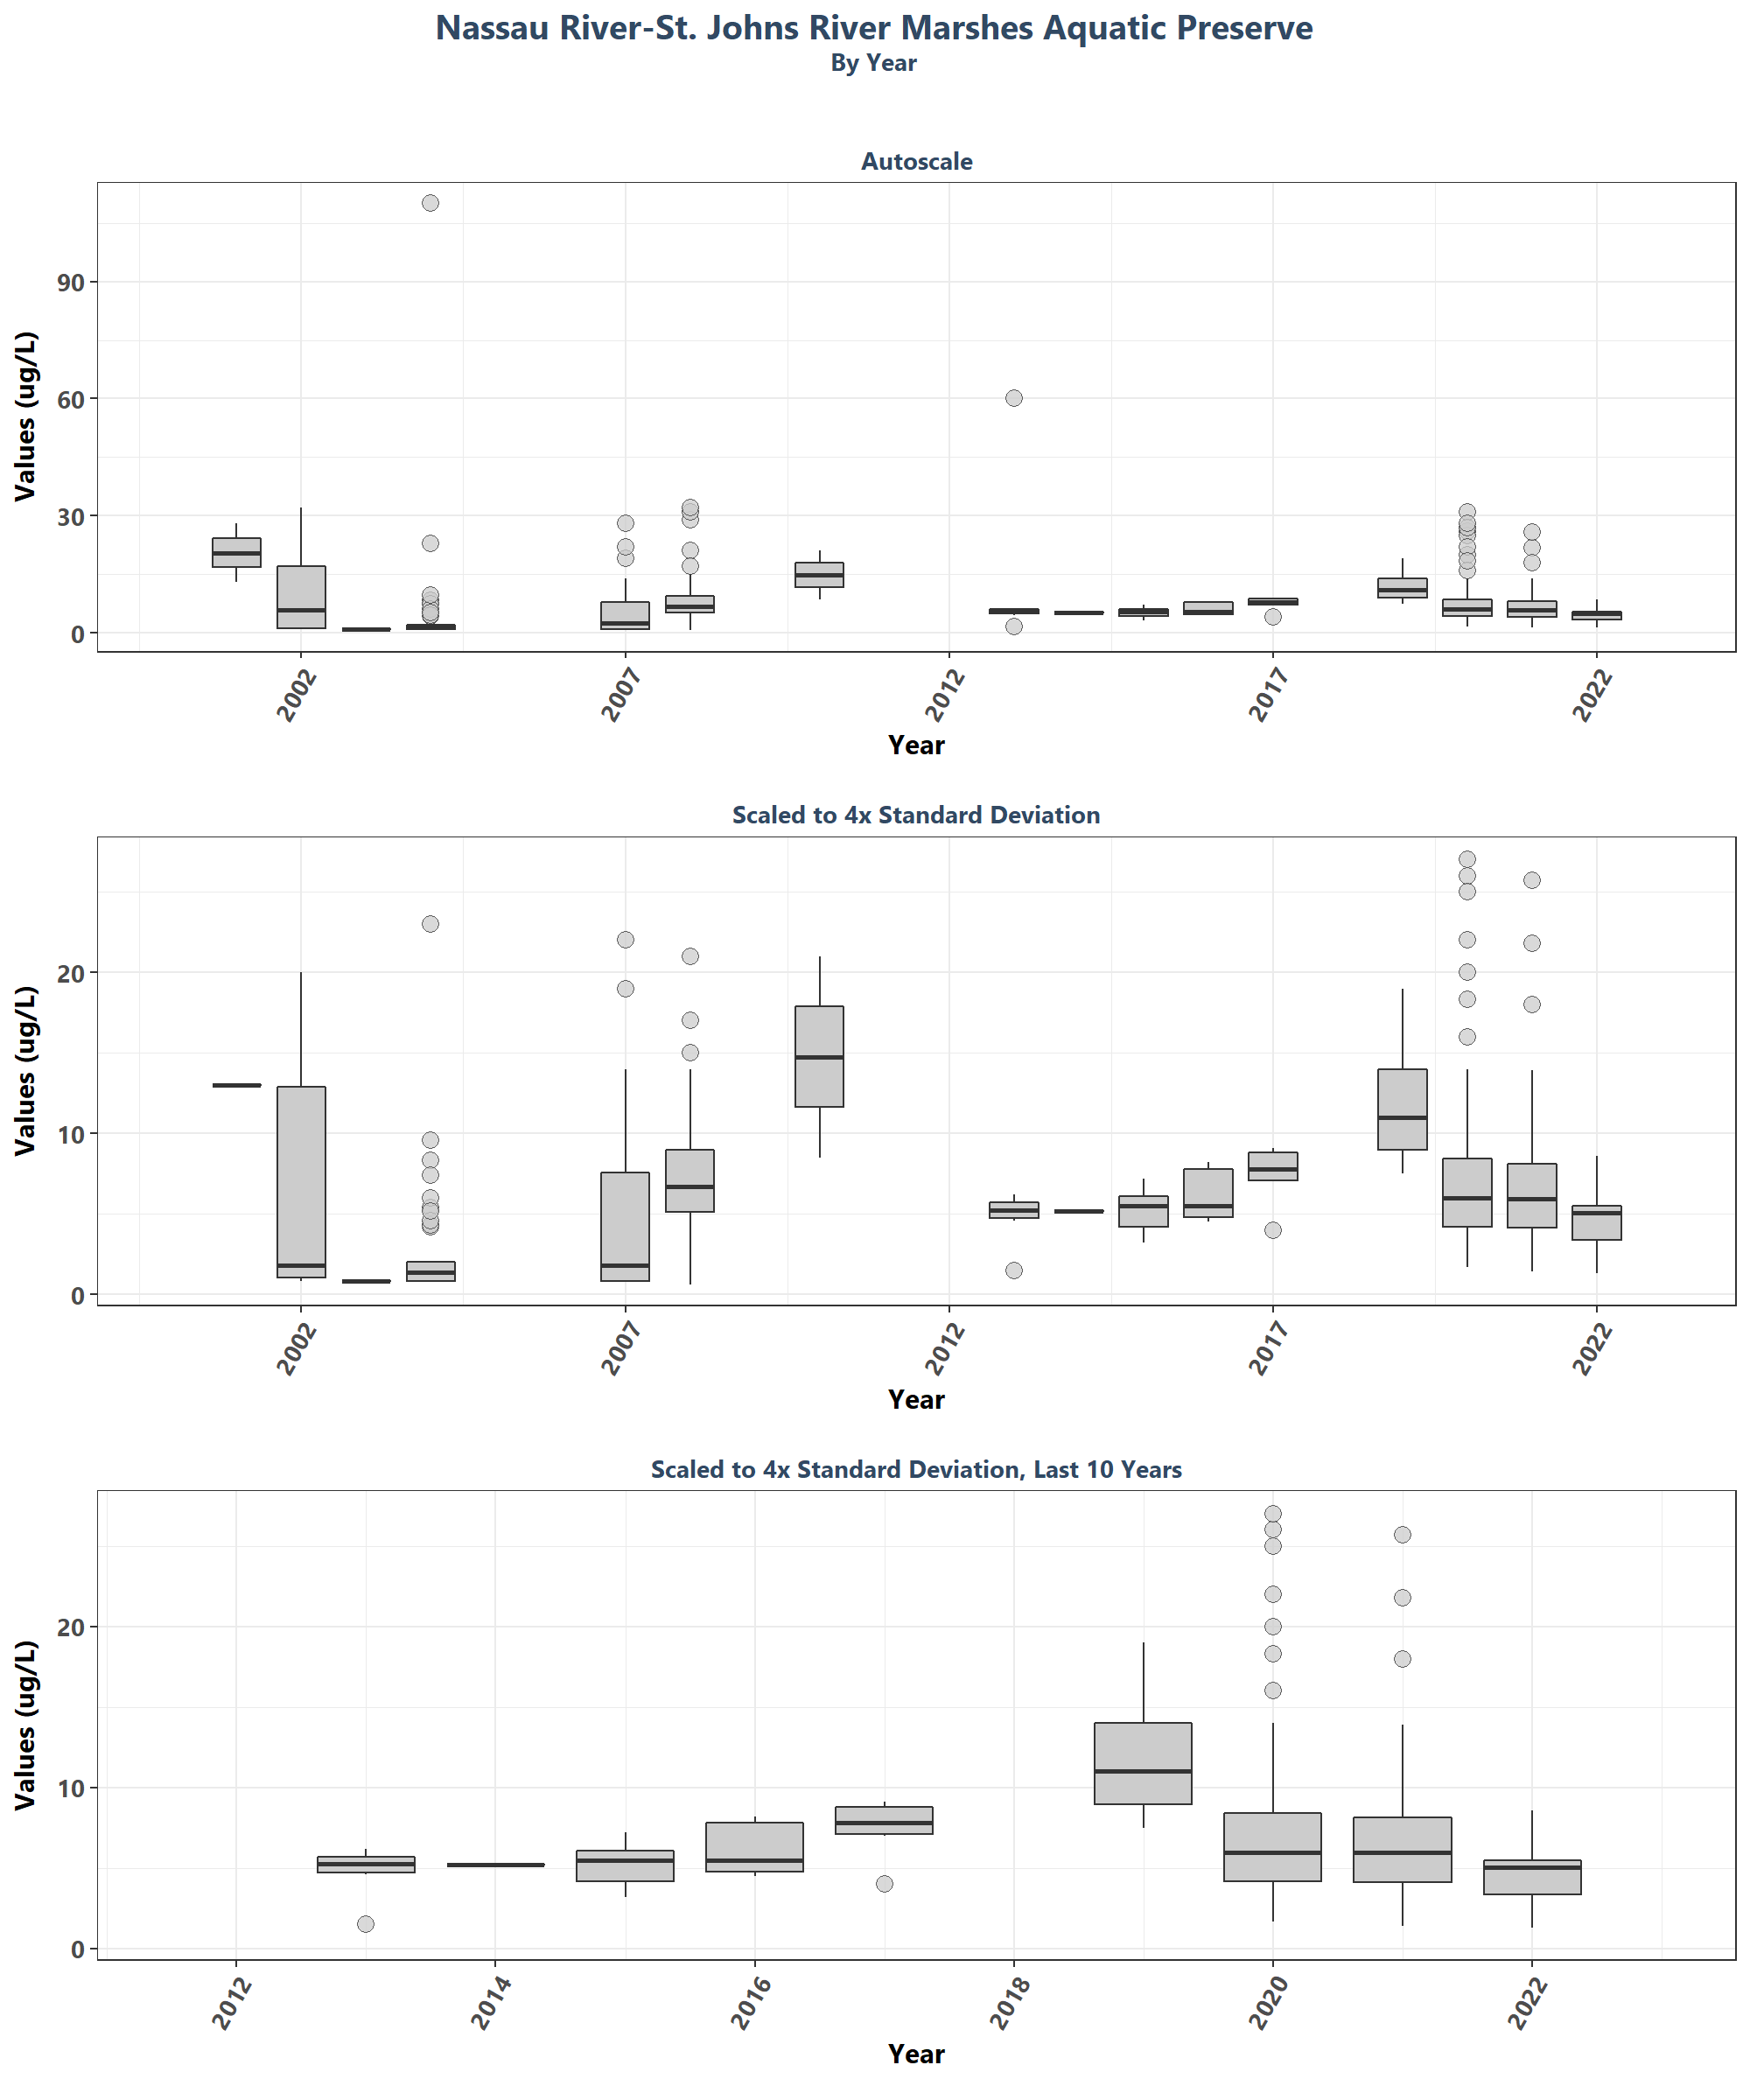 Nassau River-St. Johns River Marshes Aquatic Preserve
By Year
Autoscale
Values (ug/L)
90
60
30
0
2002
2007
2012
2017
2022
Year
Scaled to 4x Standard Deviation
Values (ug/L)
20
10
0
2002
2007
2012
2017
2022
Year
Scaled to 4x Standard Deviation, Last 10 Years
Values (ug/L)
20
10
0
2012
2014
2016
2018
2020
2022
Year